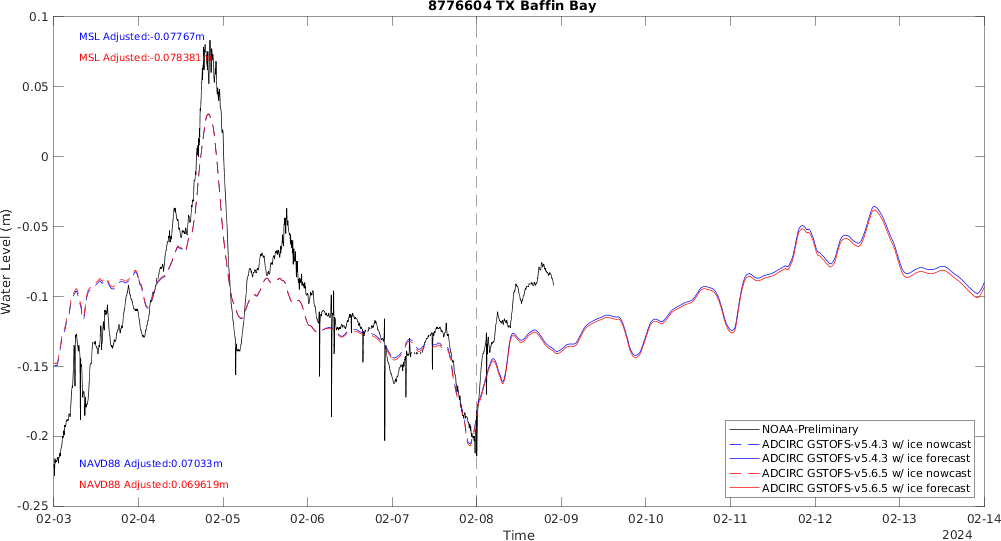 8776604 TX Baffin Bay
0.1
0.05
0
-0.05
-0.1
-0.15
-0.2
-0.25
Water Level (m)
MSL Adjusted:-0.07767m
MSL Adjusted:-0.078381
NAVD88 Adjusted:0.07033m
NAVD88 Adjusted:0.069619m
NOAA-Preliminary
ADCIRC GSTOFS-v5.4.3 w/ ice nowcast
ADCIRC GSTOFS-v5.4.3 w/ ice forecast
ADCIRC GSTOFS-v5.6.5 w/ ice nowcast
ADCIRC GSTOFS-v5.6.5 w/ ice forecast
02-03 02-04 02-05 02-06 02-07 02-08 02-09 02-10 02-11 02-12 02-13 02-14
Time
2024